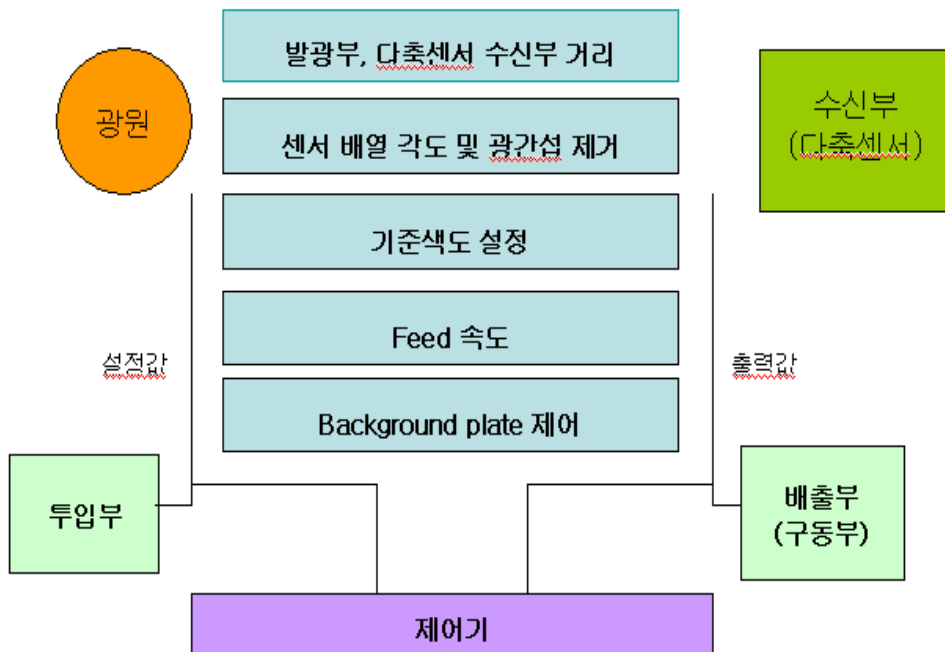 발광부, 다축센서 수신부 거리
광원
수신부
(다축센서)
센서 배열 각도 및 광간섭 제거
기준색도 설정
Feed 속도
설정값
출력값
Background plate 제어
투입부
배출부
(구동부)
제어기